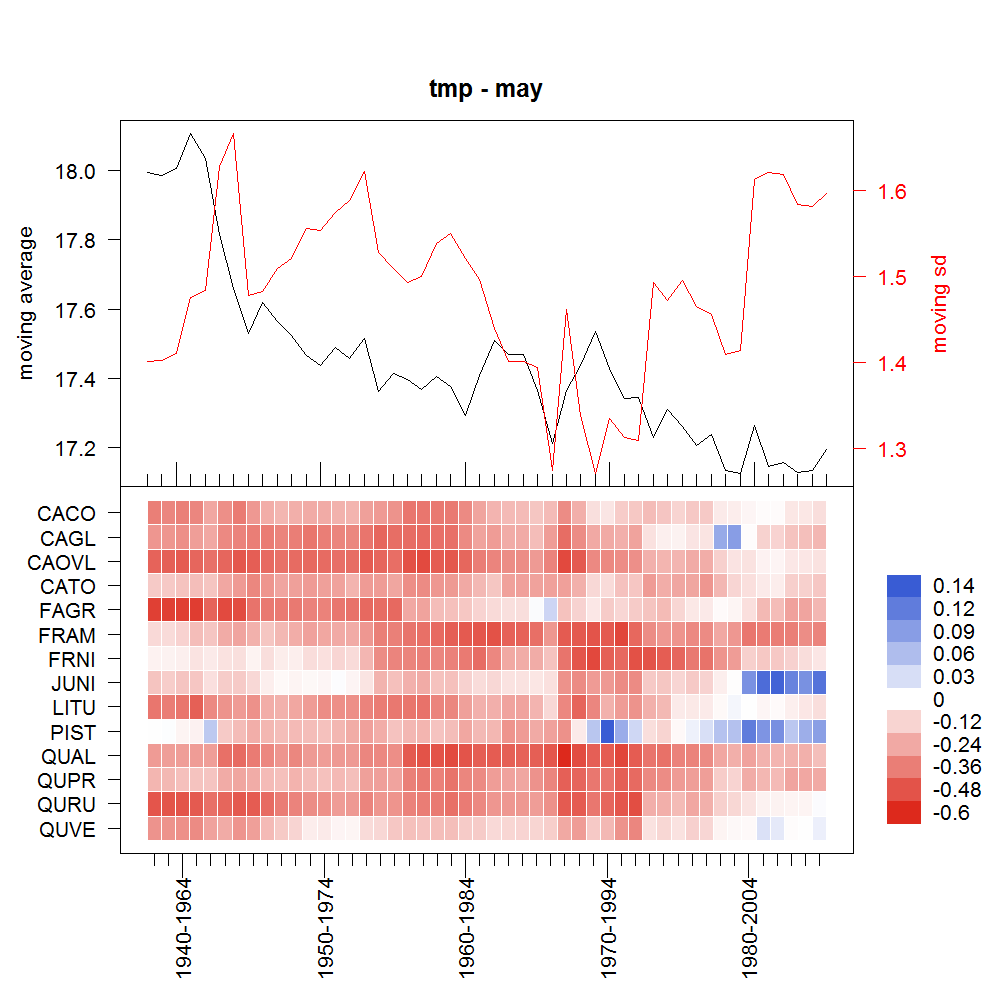 tmp - may
moving average
18.0
17.8
17.6
17.4
17.2
1.6
1.5
1.4
1.3
moving sd
CACO
CAGL
CAOVL
CATO
FAGR
FRAM
FRNI
JUNI
LITU
PIST
QUAL
QUPR
QURU
QUVE
0.14
0.12
0.09
0.06
0.03
0
-0.12
-0.24
-0.36
-0.48
-0.6
1940-1964
1950-1974
1960-1984
1970-1994
1980-2004